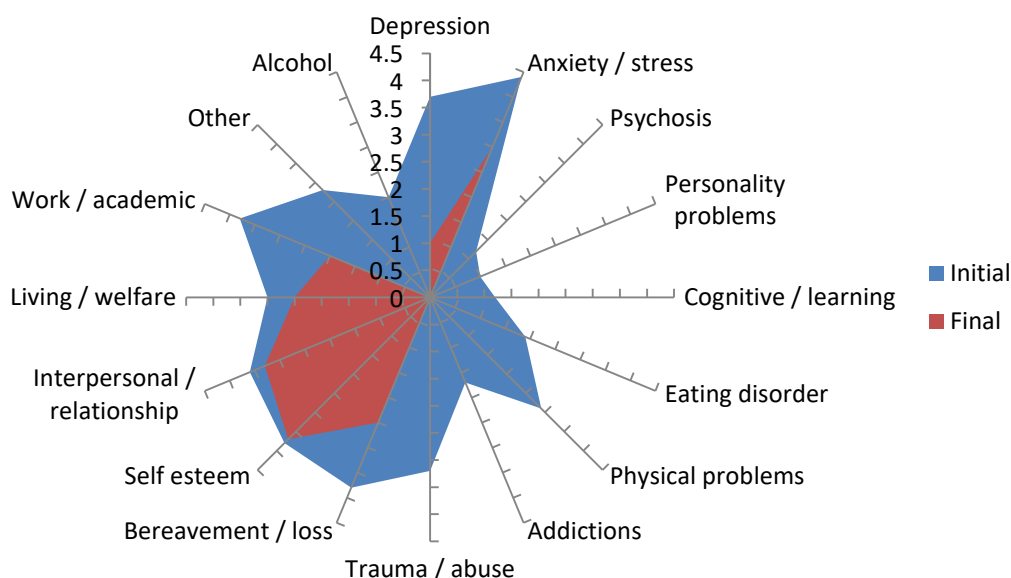 Depression
4.5
4
3.5
3
2.5
2
1.5
1
0.5
0
Anxiety / stress
Psychosis
Personality
problems
Cognitive / learning
Eating disorder
Physical problems
Addictions
Trauma / abuse
Bereavement / loss
Self esteem
Interpersonal /
relationship
Living / welfare
Work / academic
Other
Alcohol
Initial
Final